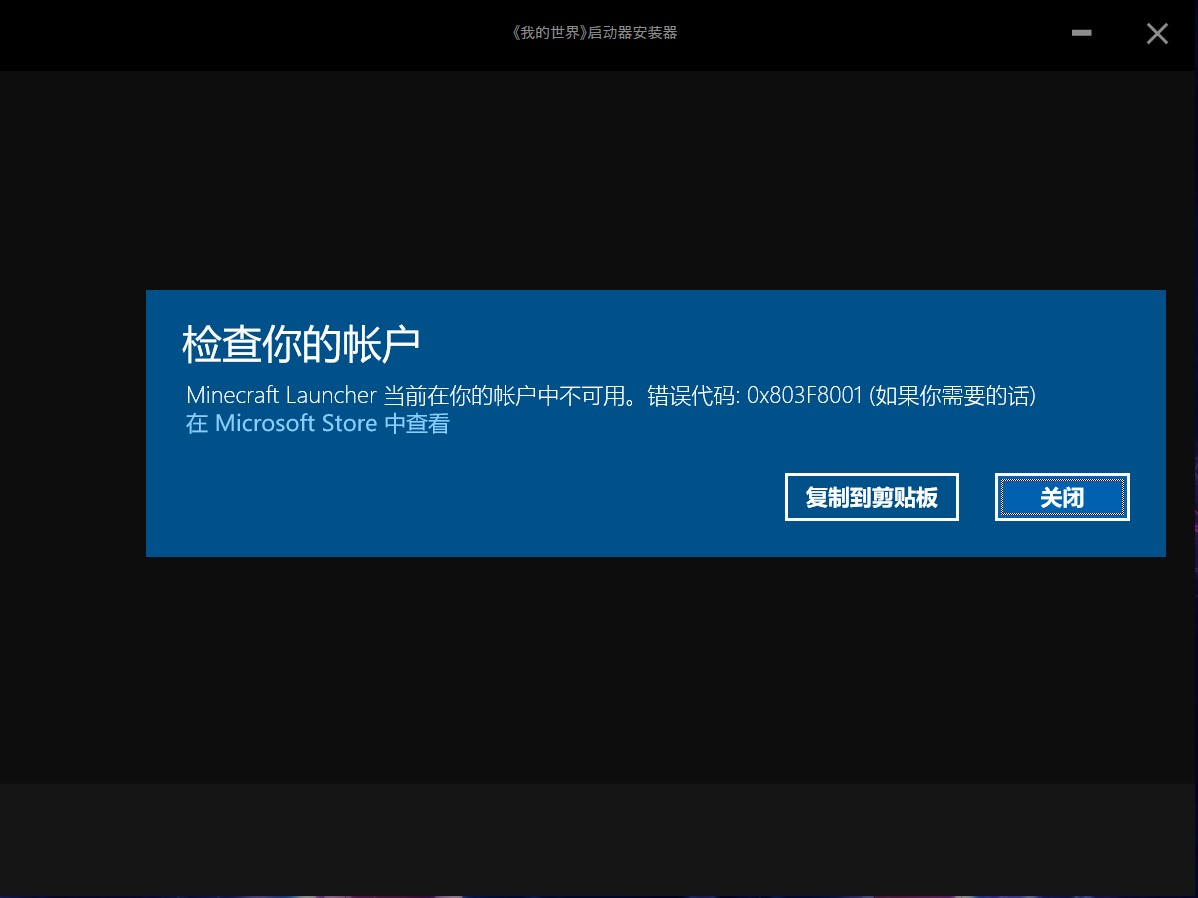 《我的世界》启动器安装器
检查你的帐户
Minecraft Launcher 当前在你的帐户中不可用。错误代码: 0x803F8001 (如果你需要的话)
在 Microsoft Store 中查看
复制到剪贴板 关闭